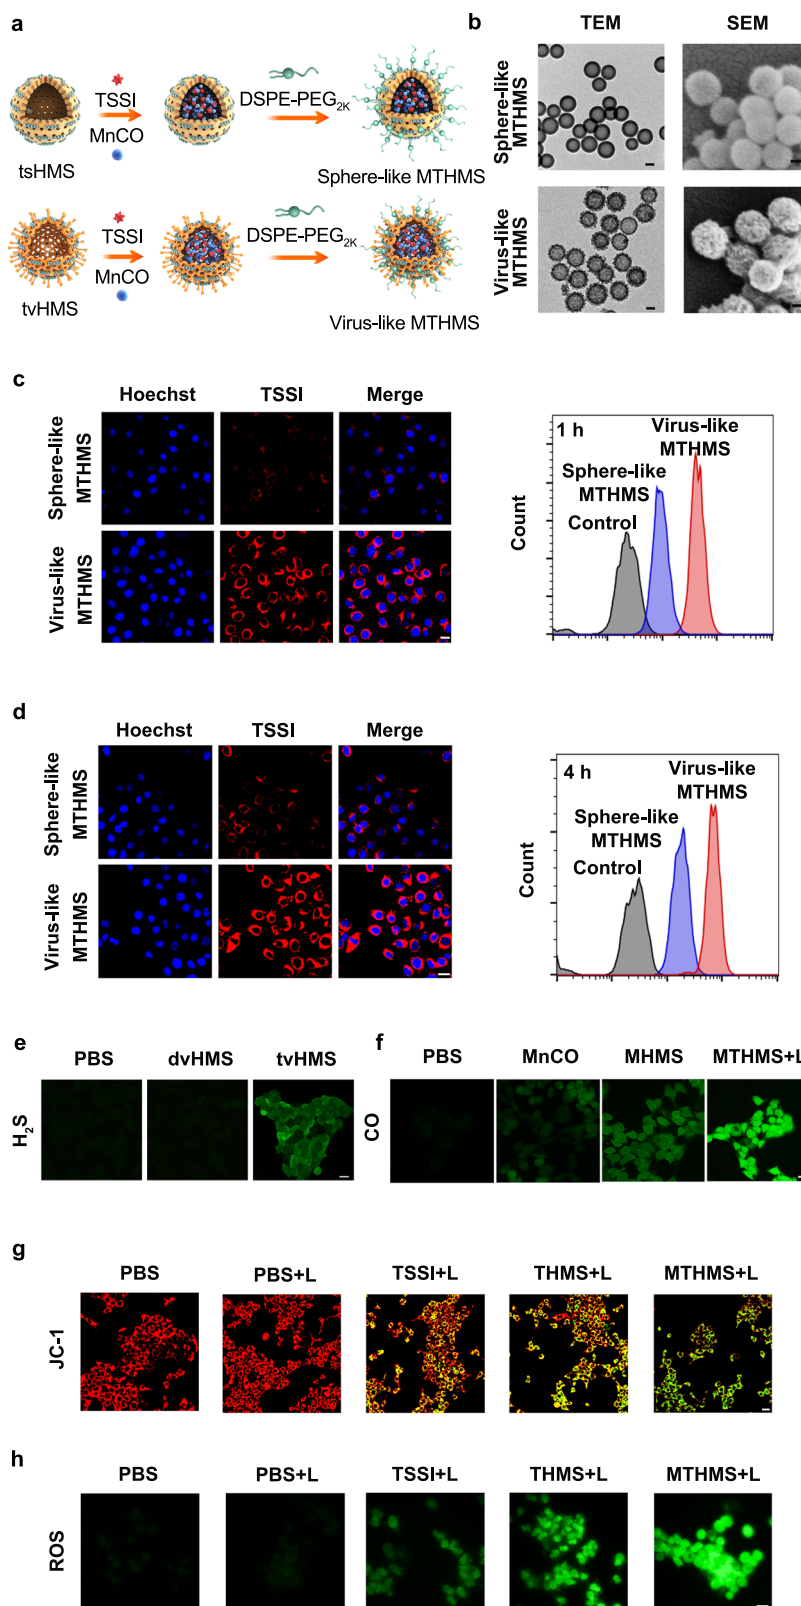 a
TSSI
MnCO
DSPE-PEG2K
tsHMS
Sphere-like MTHMS
TSSI
MnCO
DSPE-PEG2K
tvHMS
Virus-like MTHMS
b
TEM
SEM
Sphere-like
MTHMS
Virus-like
MTHMS
c
Hoechst
TSSI
Merge
Sphere-like
MTHMS
Virus-like
MTHMS
1 h
Virus-like
MTHMS
Sphere-like
MTHMS
Control
Count
d
Hoechst
TSSI
Merge
Sphere-like
MTHMS
Virus-like
MTHMS
4 h
Virus-like
MTHMS
Sphere-like
MTHMS
Control
Count
e
PBS
dvHMS
tvHMS
H2S
f
PBS
MnCO
MHMS
MTHMS+L
CO
g
PBS
PBS+L
TSSI+L
THMS+L
MTHMS+L
JC-1
h
PBS
PBS+L
TSSI+L
THMS+L
MTHMS+L
ROS